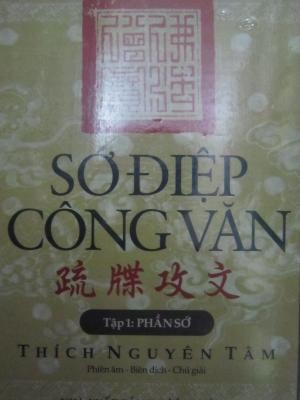 SỚ ĐIỆP
CÔNG VĂN
疏牒攻文
Tập 1: PHẦN SỚ
THÍCH NGUYÊN TÂM
Phiên âm - Biên dịch - Chú giải